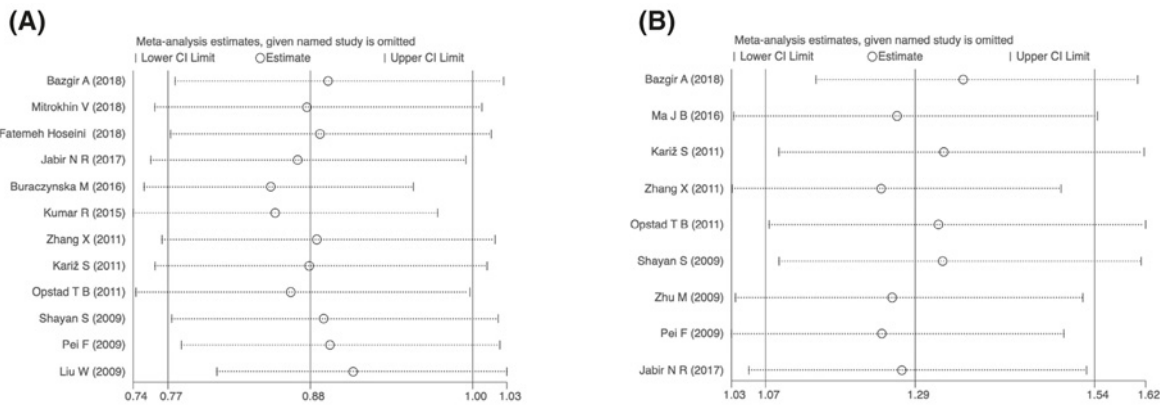 (A)
Meta-analysis estimates, given named study is omitted
Lower CI Limit Estimate Upper CI Limit
Bazgir A (2018)
Mitrokhin V (2018)
Fatemeh Hoseini (2018)
Jabir N R (2017)
Buraczynska M (2016)
Kumar R (2015)
Zhang X (2011)
Kariž S (2011)
Opstad T B (2011)
Shayan S (2009)
Pei F (2009)
Liu W (2009)
0.74 0.77 0.88 1.00 1.03
(B)
Meta-analysis estimates, given named study is omitted
Lower CI Limit Estimate Upper CI Limit
Bazgir A (2018)
Ma J B (2016)
Kariž S (2011)
Zhang X (2011)
Opstad T B (2011)
Shayan S (2009)
Zhu M (2009)
Pei F (2009)
Jabir N R (2017)
1.03 1.07 1.29 1.54 1.62